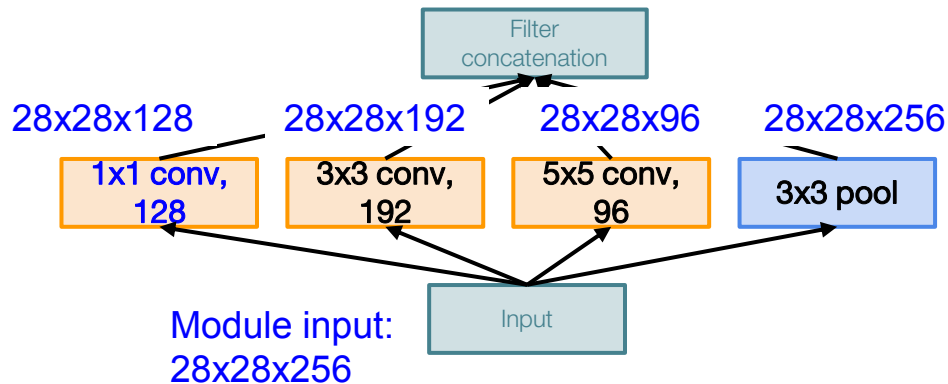 Filter
concatenation
28x28x128
28x28x192
28x28x96
28x28x256
1x1 conv,
128
3x3 conv,
192
5x5 conv,
96
3x3 pool
Input
Module input:
28x28x256